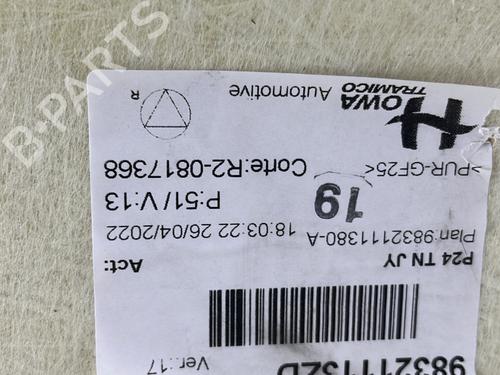 HOWA
TRAMICO
Automotive
R
>PUR-GF25<
Corte:R2-0817368
19
P:51/ V:13
Plan:9832111380-A
18:03:22 26/04/2022
P24 TN JY
Act:
983211132D
Ver.:17
B-PARTS